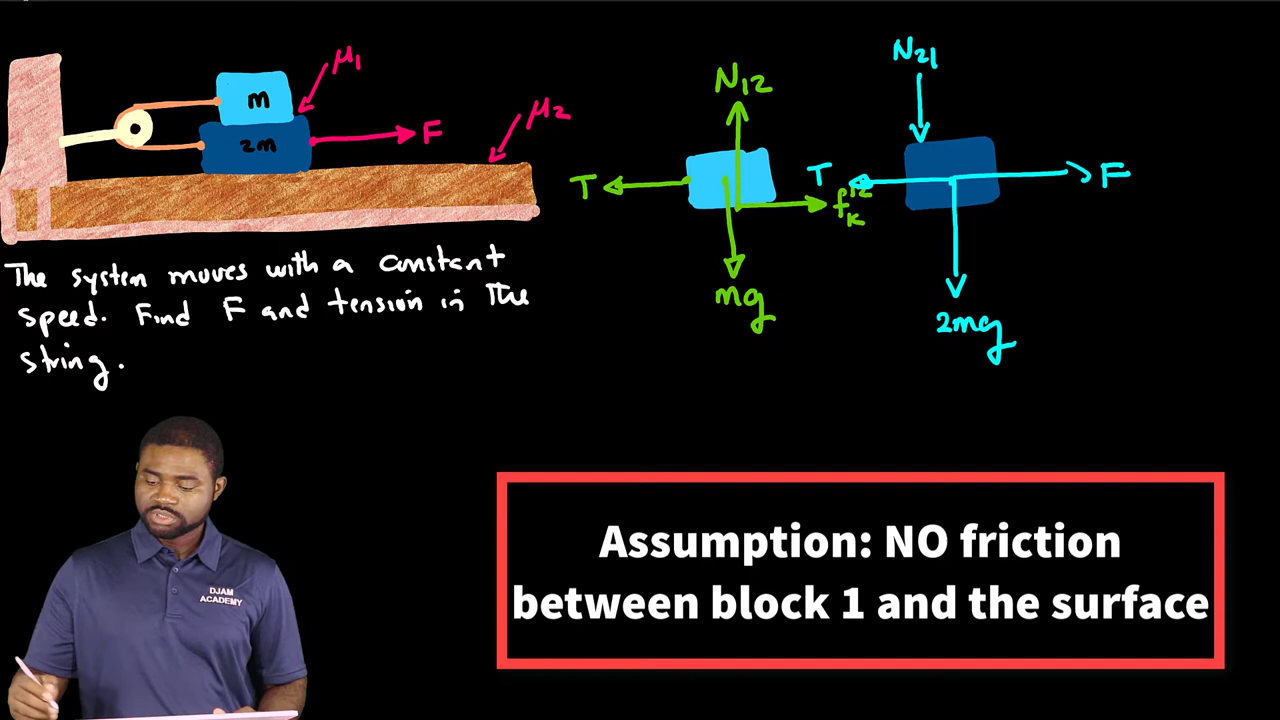 μ1
μ2
m
2m
F
The system moves with a constant
speed. Find F and tension in the
string.
N12
T
fk12
mg
N21
T
F
2mg
Assumption: NO friction
between block 1 and the surface
DJAM
ACADEMY